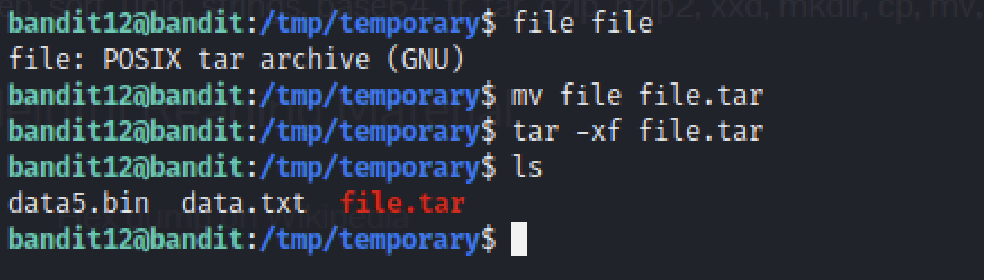 bandit12@bandit:/tmp/temporary$ file file
file: POSIX tar archive (GNU)
bandit12@bandit:/tmp/temporary$ mv file file.tar
bandit12@bandit:/tmp/temporary$ tar -xf file.tar
bandit12@bandit:/tmp/temporary$ ls
data5.bin data.txt file.tar
bandit12@bandit:/tmp/temporary$